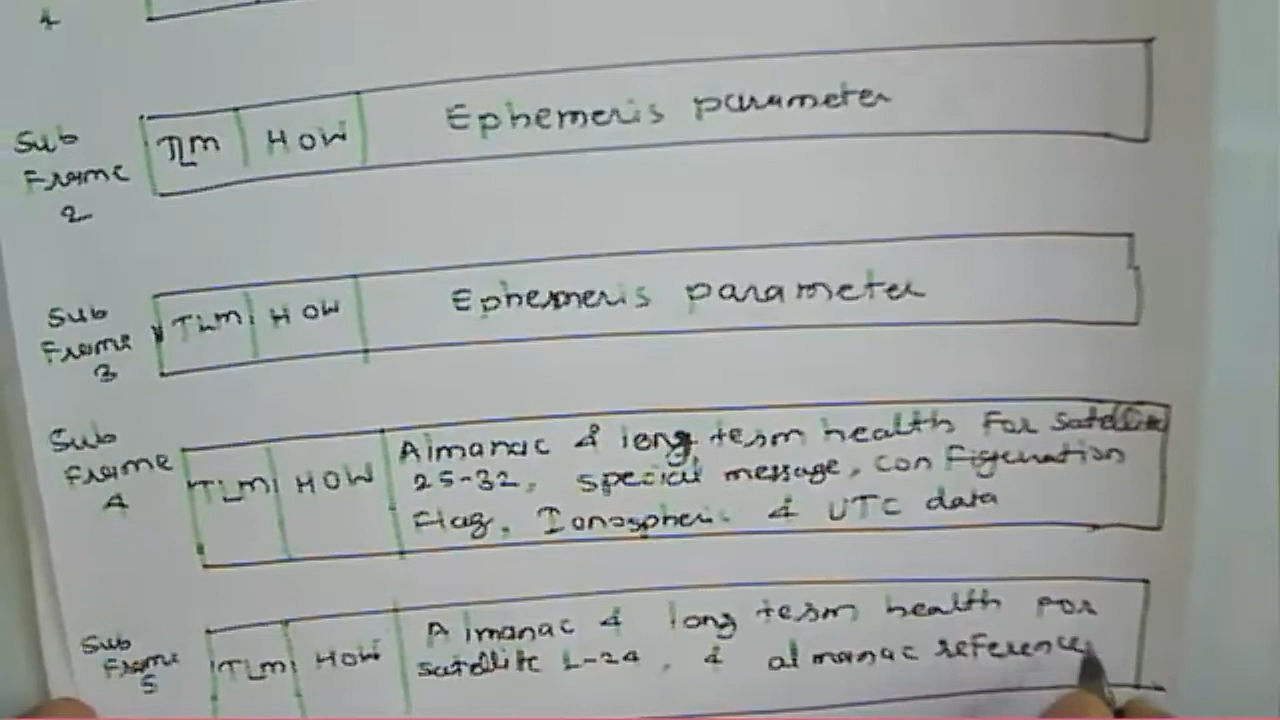 1
Sub
Frame
2
TLM HOW Ephemeris parameter
Sub
Frame
3
TLM HOW Ephemeris parameter
Sub
Frame
4
TLM HOW
Almanac & long term health For satellite
25-32, special message, configuration
Flag, Ionospheric & UTC data
Sub
Frame
5
TLM HOW
Almanac & long term health For
satellite 1-24, & almanac reference